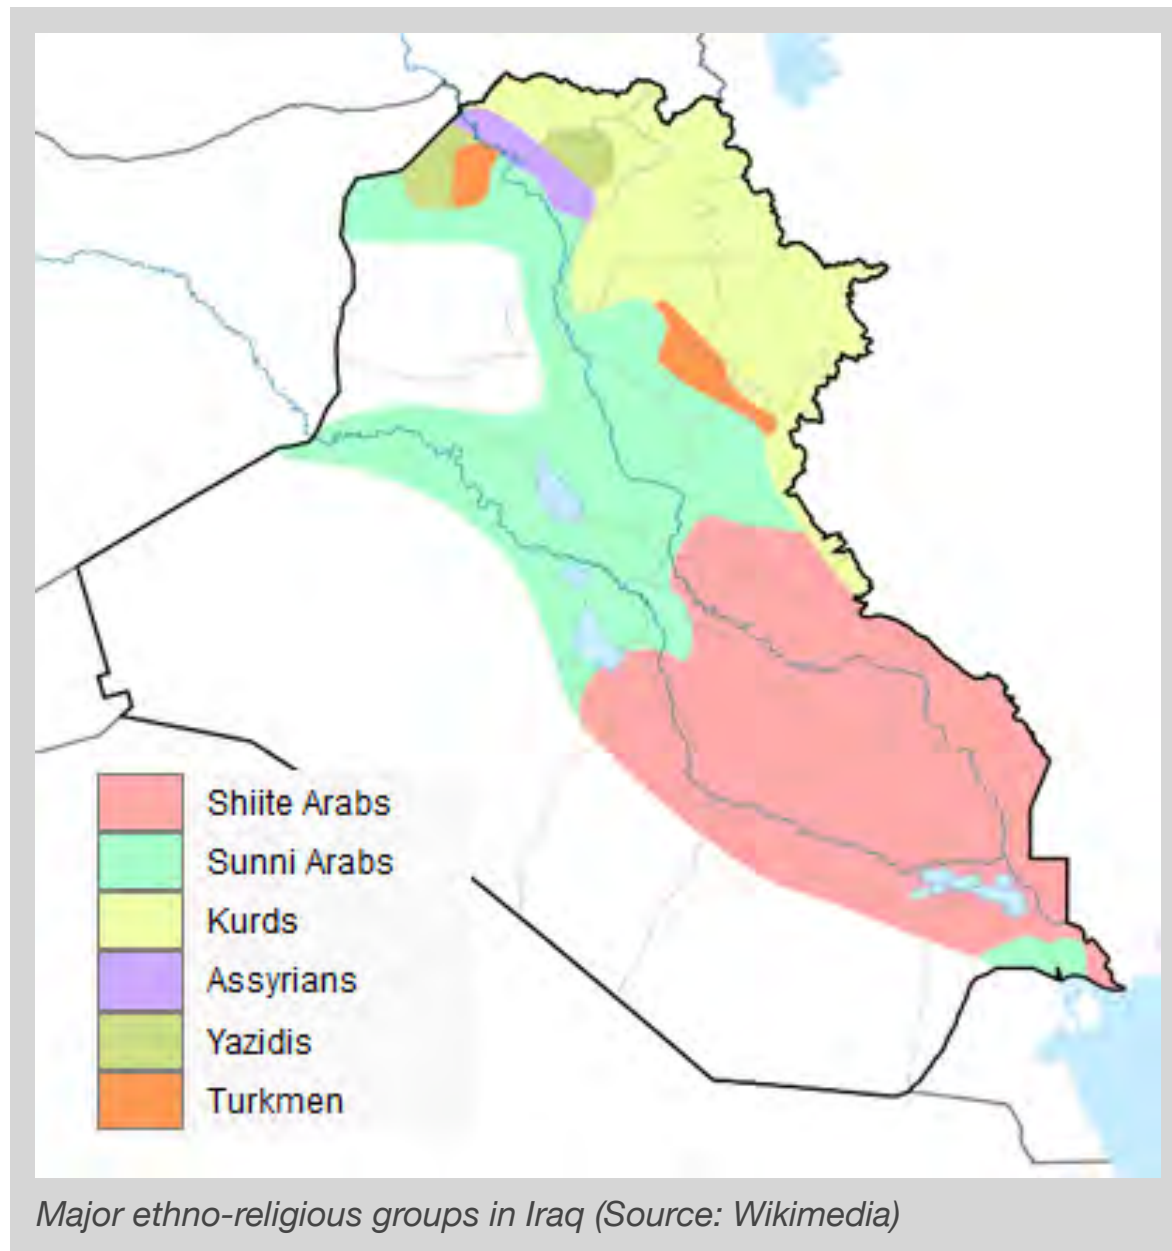 Shiite Arabs
Sunni Arabs
Kurds
Assyrians
Yazidis
Turkmen
Major ethno-religious groups in Iraq (Source: Wikimedia)